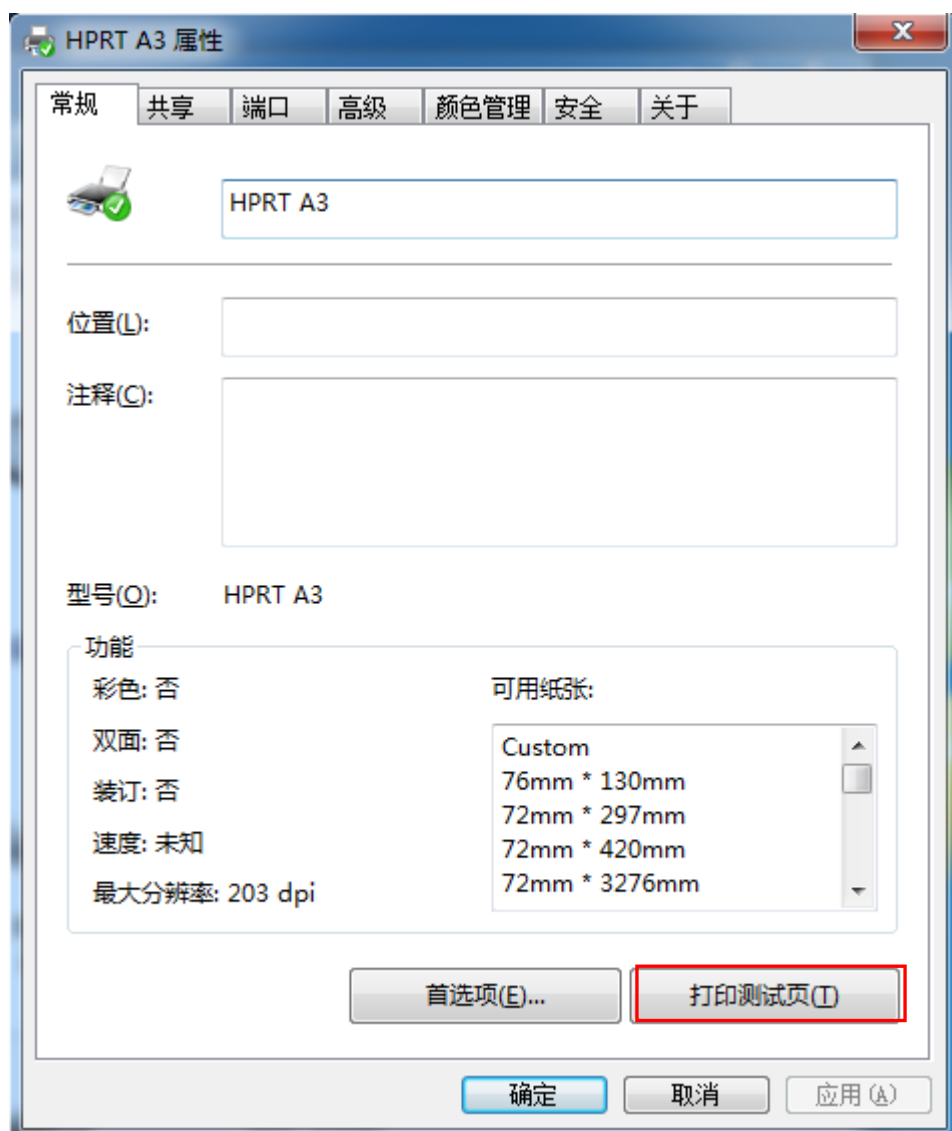 HPRT A3 属性
常规 共享 端口 高级 颜色管理 安全 关于
HPRT A3
位置(L):
注释(C):
型号(O): HPRT A3
功能
彩色: 否
双面: 否
装订: 否
速度: 未知
最大分辨率: 203 dpi
可用纸张:
Custom
76mm * 130mm
72mm * 297mm
72mm * 420mm
72mm * 3276mm
首选项(E)... 打印测试页(T)
确定 取消 应用(A)